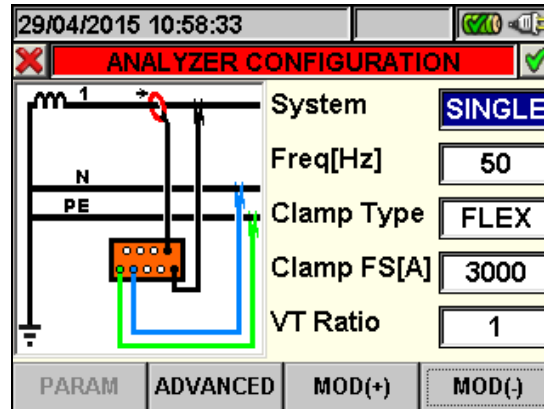 29/04/2015 10:58:33
ANALYZER CONFIGURATION
1
N
PE
System SINGLE
Freq[Hz] 50
Clamp Type FLEX
Clamp FS[A] 3000
VT Ratio 1
PARAM ADVANCED MOD(+) MOD(-)